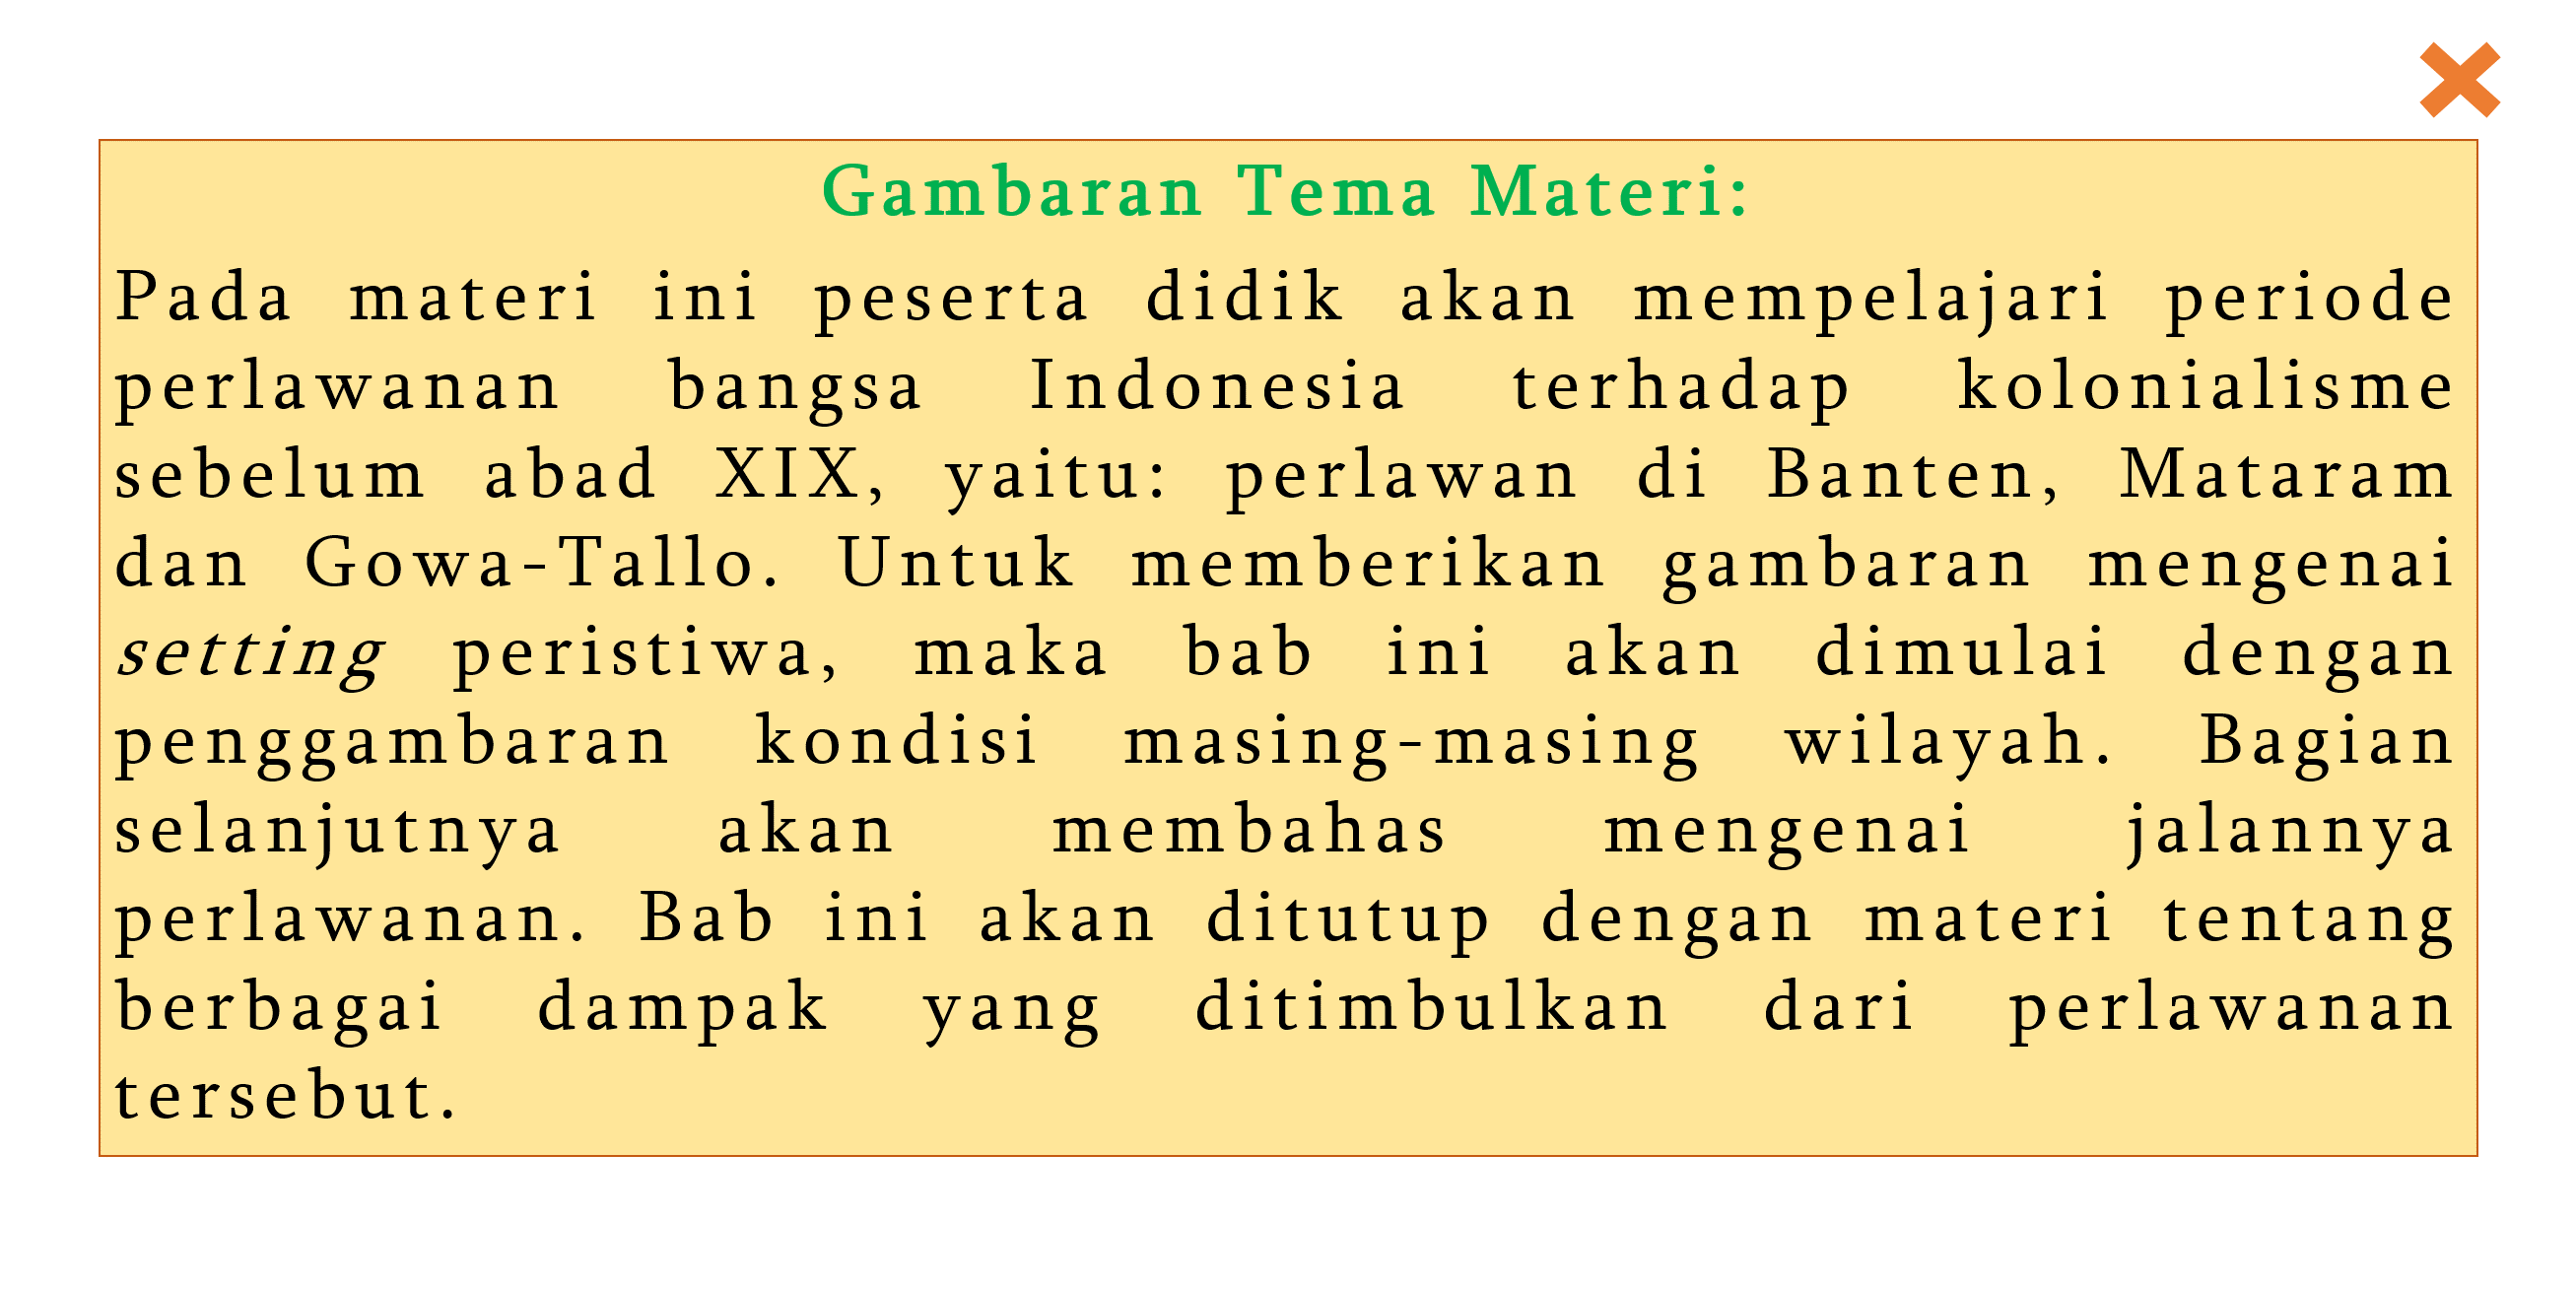 Gambaran Tema Materi:
Pada materi ini peserta didik akan mempelajari periode
perlawanan bangsa Indonesia terhadap kolonialisme
sebelum abad XIX, yaitu: perlawan di Banten, Mataram
dan Gowa-Tallo. Untuk memberikan gambaran mengenai
setting peristiwa, maka bab ini akan dimulai dengan
penggambaran kondisi masing-masing wilayah. Bagian
selanjutnya akan membahas mengenai jalannya
perlawanan. Bab ini akan ditutup dengan materi tentang
berbagai dampak yang ditimbulkan dari perlawanan
tersebut.